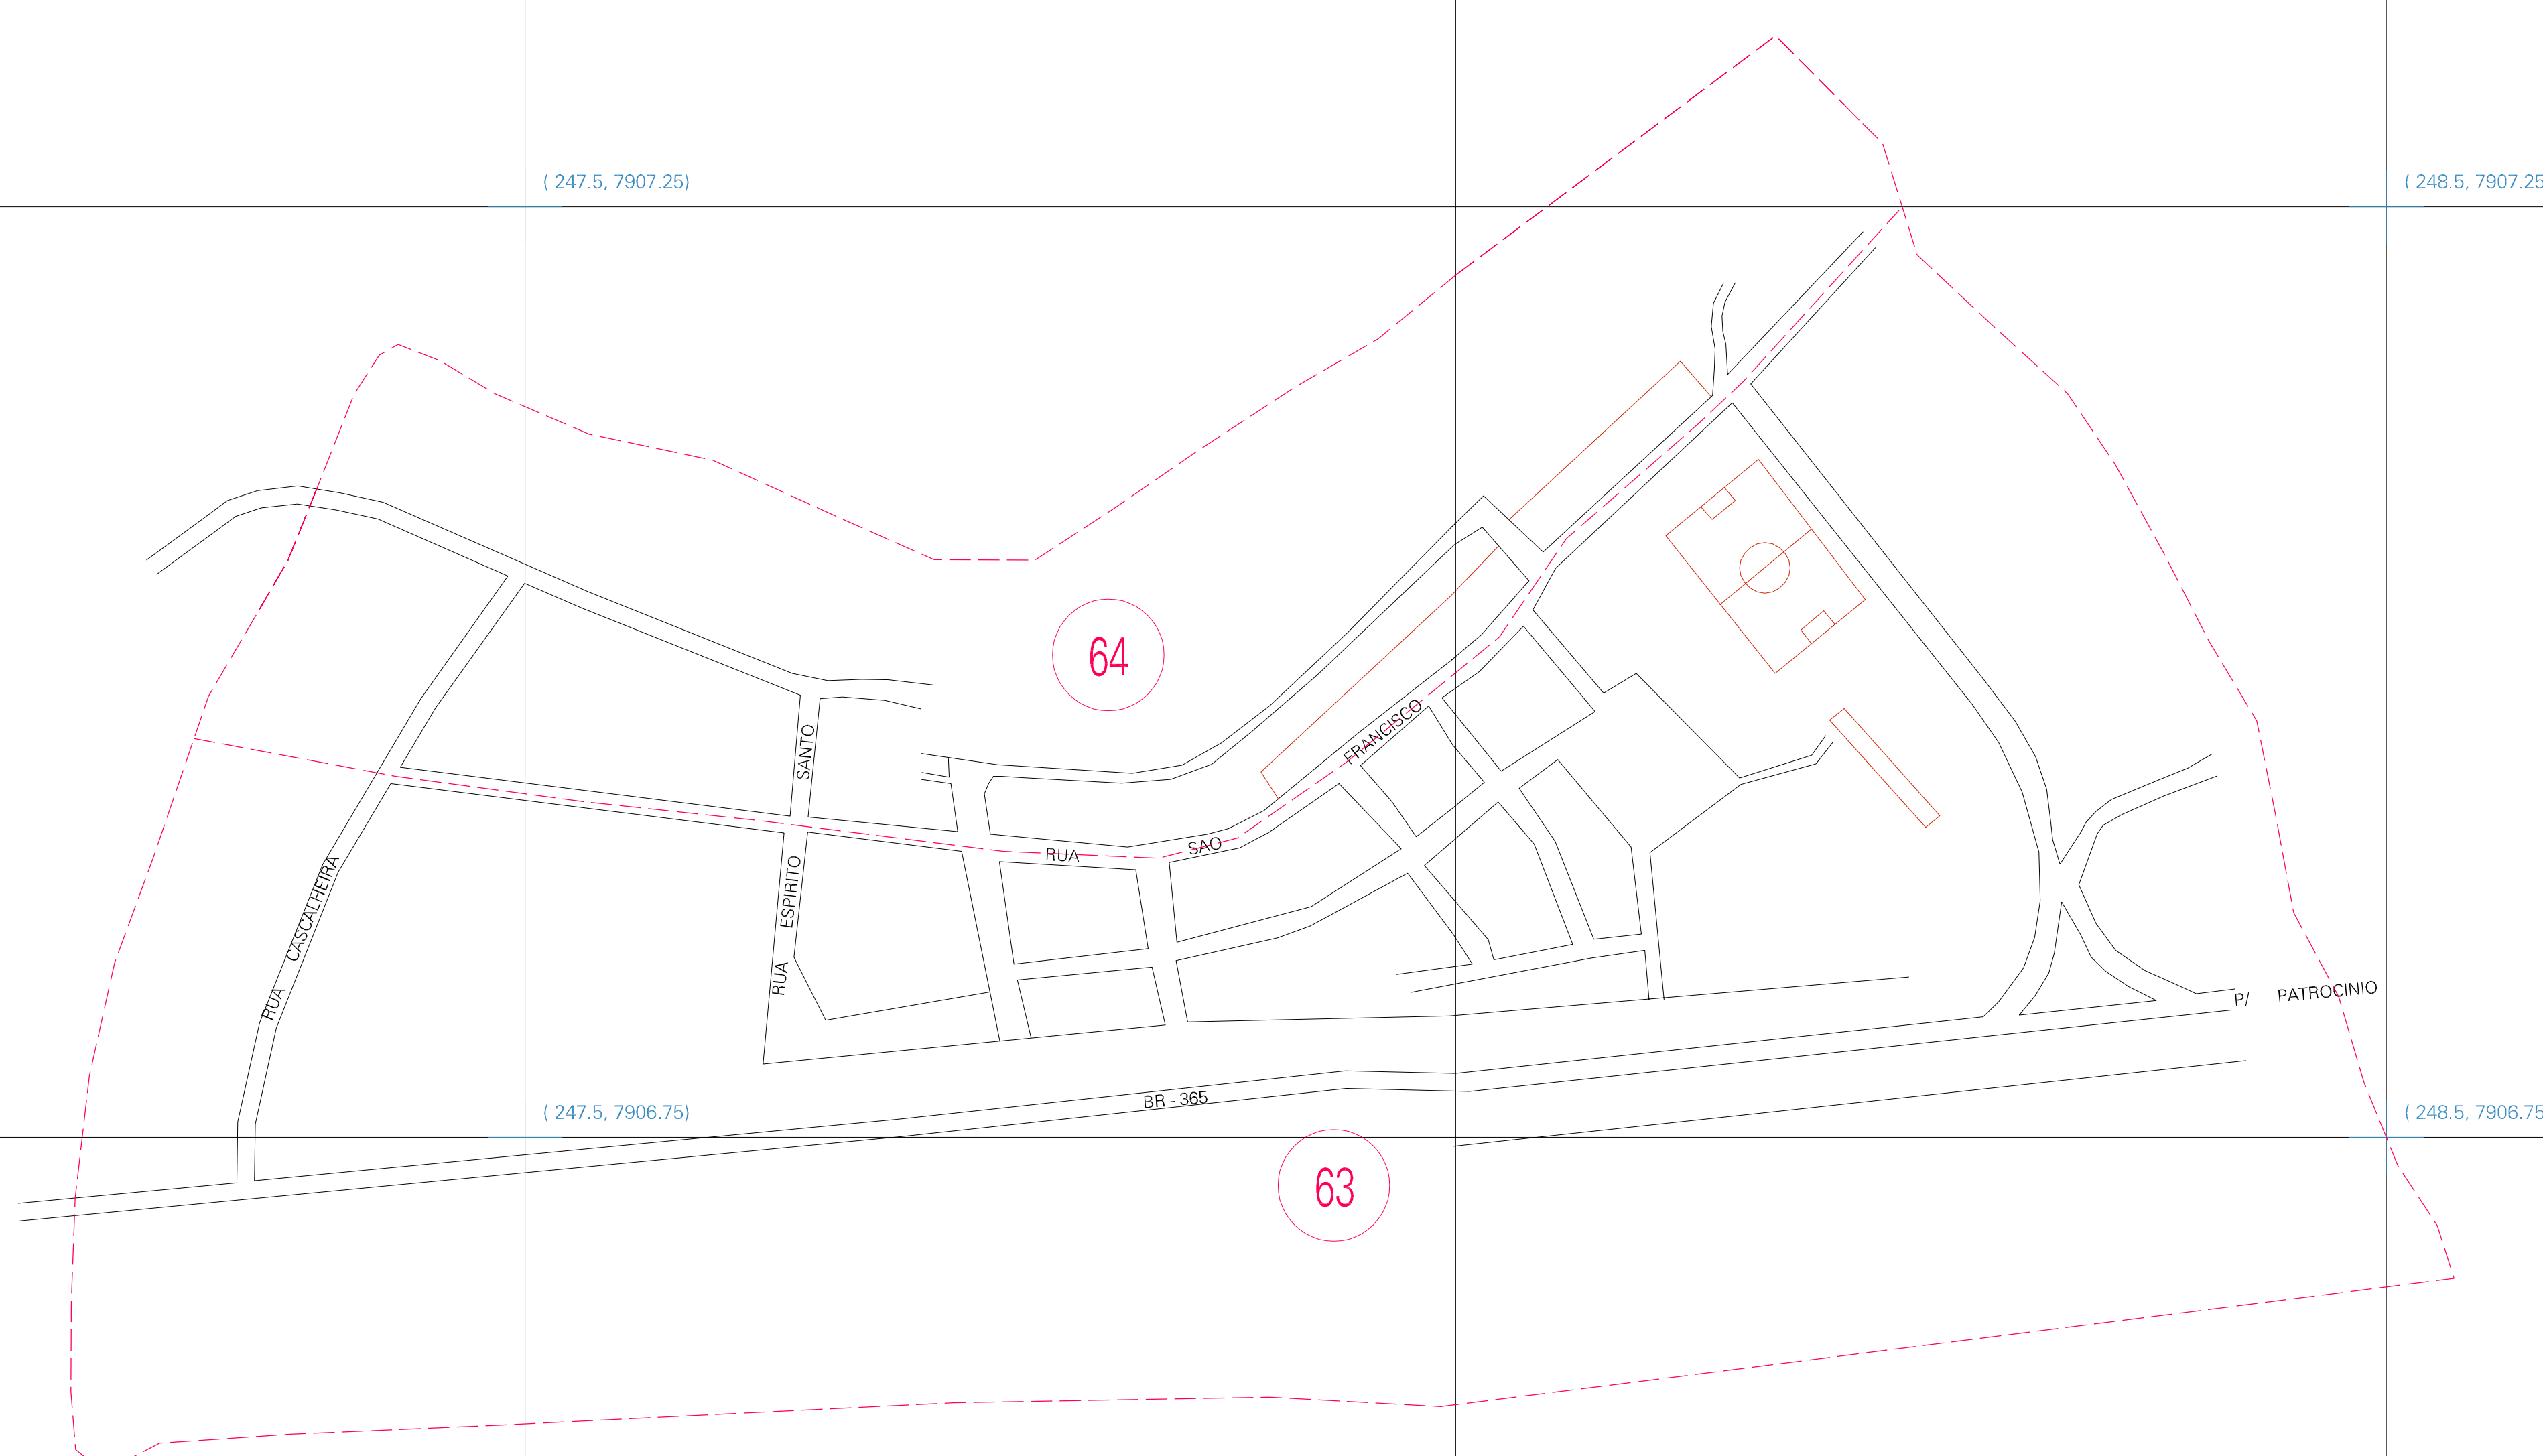 ( 247.5, 7907.25)
( 248.5, 7907.25
64
SANTO
FRANCISCO
RUA
SAO
ESPIRITO
CASCALHEIRA
RUA
RUA
P/ PATROCINIO
BR - 365
( 247.5, 7906.75)
( 248.5, 7906.75
63